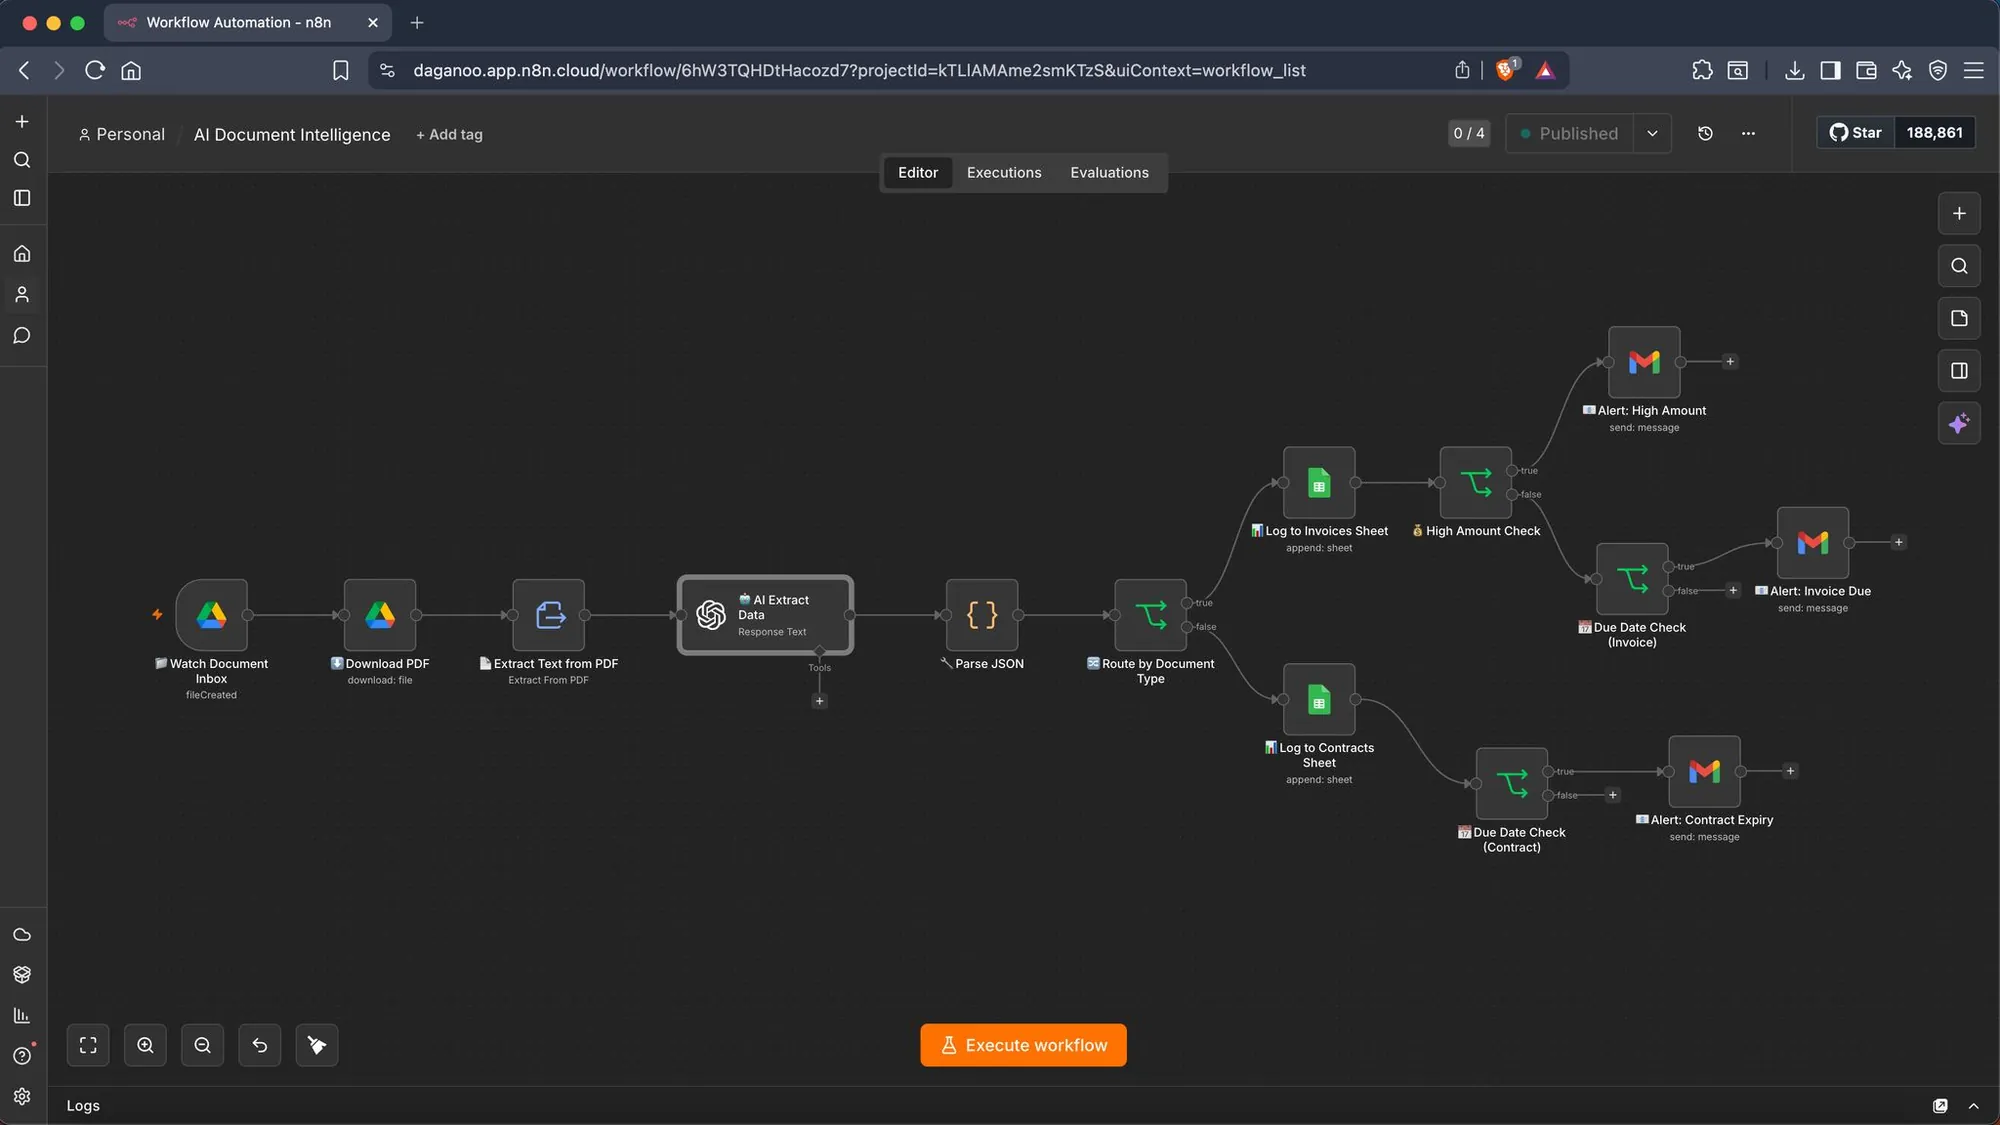 Workflow Automation - n8n
daganoo.app.n8n.cloud/workflow/6hW3TQHDtHacozd7?projectId=kTLlAMAme2smKTzS&uiContext=workflow_list
1
Personal / AI Document Intelligence + Add tag
0 / 4
Published
Star 188,861
Editor Executions Evaluations
Alert: High Amount
send: message
true
false
Log to Invoices Sheet
append: sheet
High Amount Check
true
false
Alert: Invoice Due
send: message
Due Date Check
(Invoice)
Watch Document
Inbox
fileCreated
Download PDF
download: file
Extract Text from PDF
Extract From PDF
AI Extract
Data
Response Text
Tools
Parse JSON
true
false
Route by Document
Type
Log to Contracts
Sheet
append: sheet
true
false
Due Date Check
(Contract)
Alert: Contract Expiry
send: message
Execute workflow
Logs